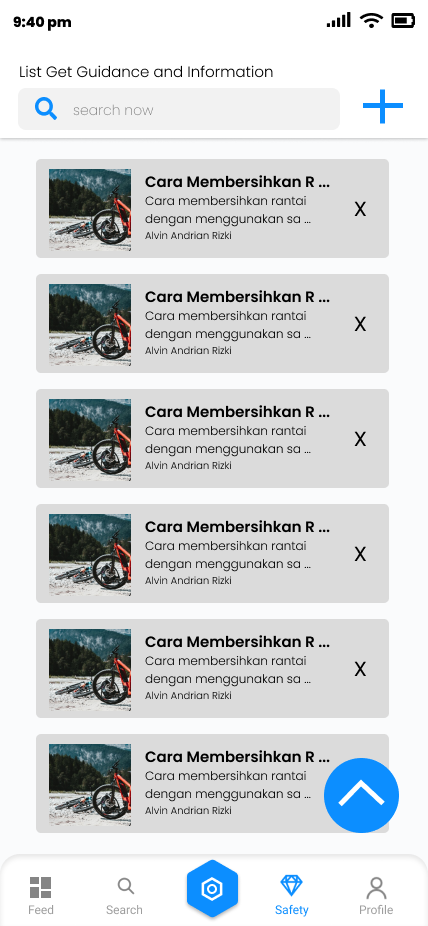 9:40 pm
List Get Guidance and Information
search now
Cara Membersihkan R ...
Cara membersihkan rantai
dengan menggunakan sa ...
Alvin Andrian Rizki
X
Cara Membersihkan R ...
Cara membersihkan rantai
dengan menggunakan sa ...
Alvin Andrian Rizki
X
Cara Membersihkan R ...
Cara membersihkan rantai
dengan menggunakan sa ...
Alvin Andrian Rizki
X
Cara Membersihkan R ...
Cara membersihkan rantai
dengan menggunakan sa ...
Alvin Andrian Rizki
X
Cara Membersihkan R ...
Cara membersihkan rantai
dengan menggunakan sa ...
Alvin Andrian Rizki
X
Cara Membersihkan R ...
Cara membersihkan rantai
dengan menggunakan sa ...
Alvin Andrian Rizki
Feed
Search
Safety
Profile